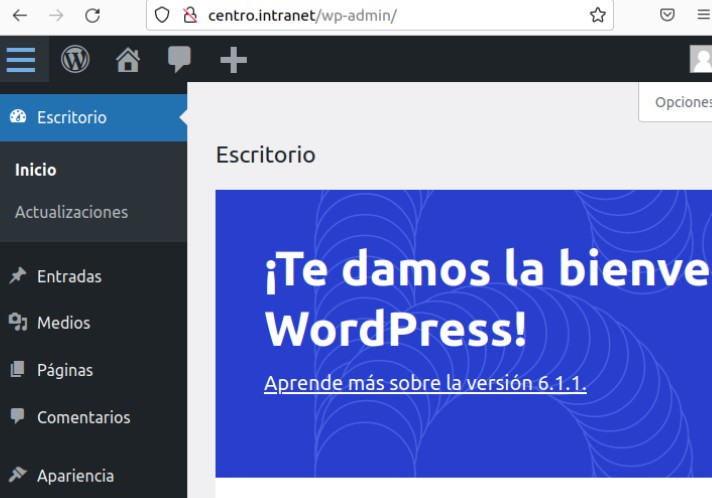 centro.intranet/wp-admin/
Opciones
Escritorio
Inicio
Actualizaciones
Entradas
Medios
Páginas
Comentarios
Apariencia
Escritorio
¡Te damos la bienve
WordPress!
Aprende más sobre la versión 6.1.1.